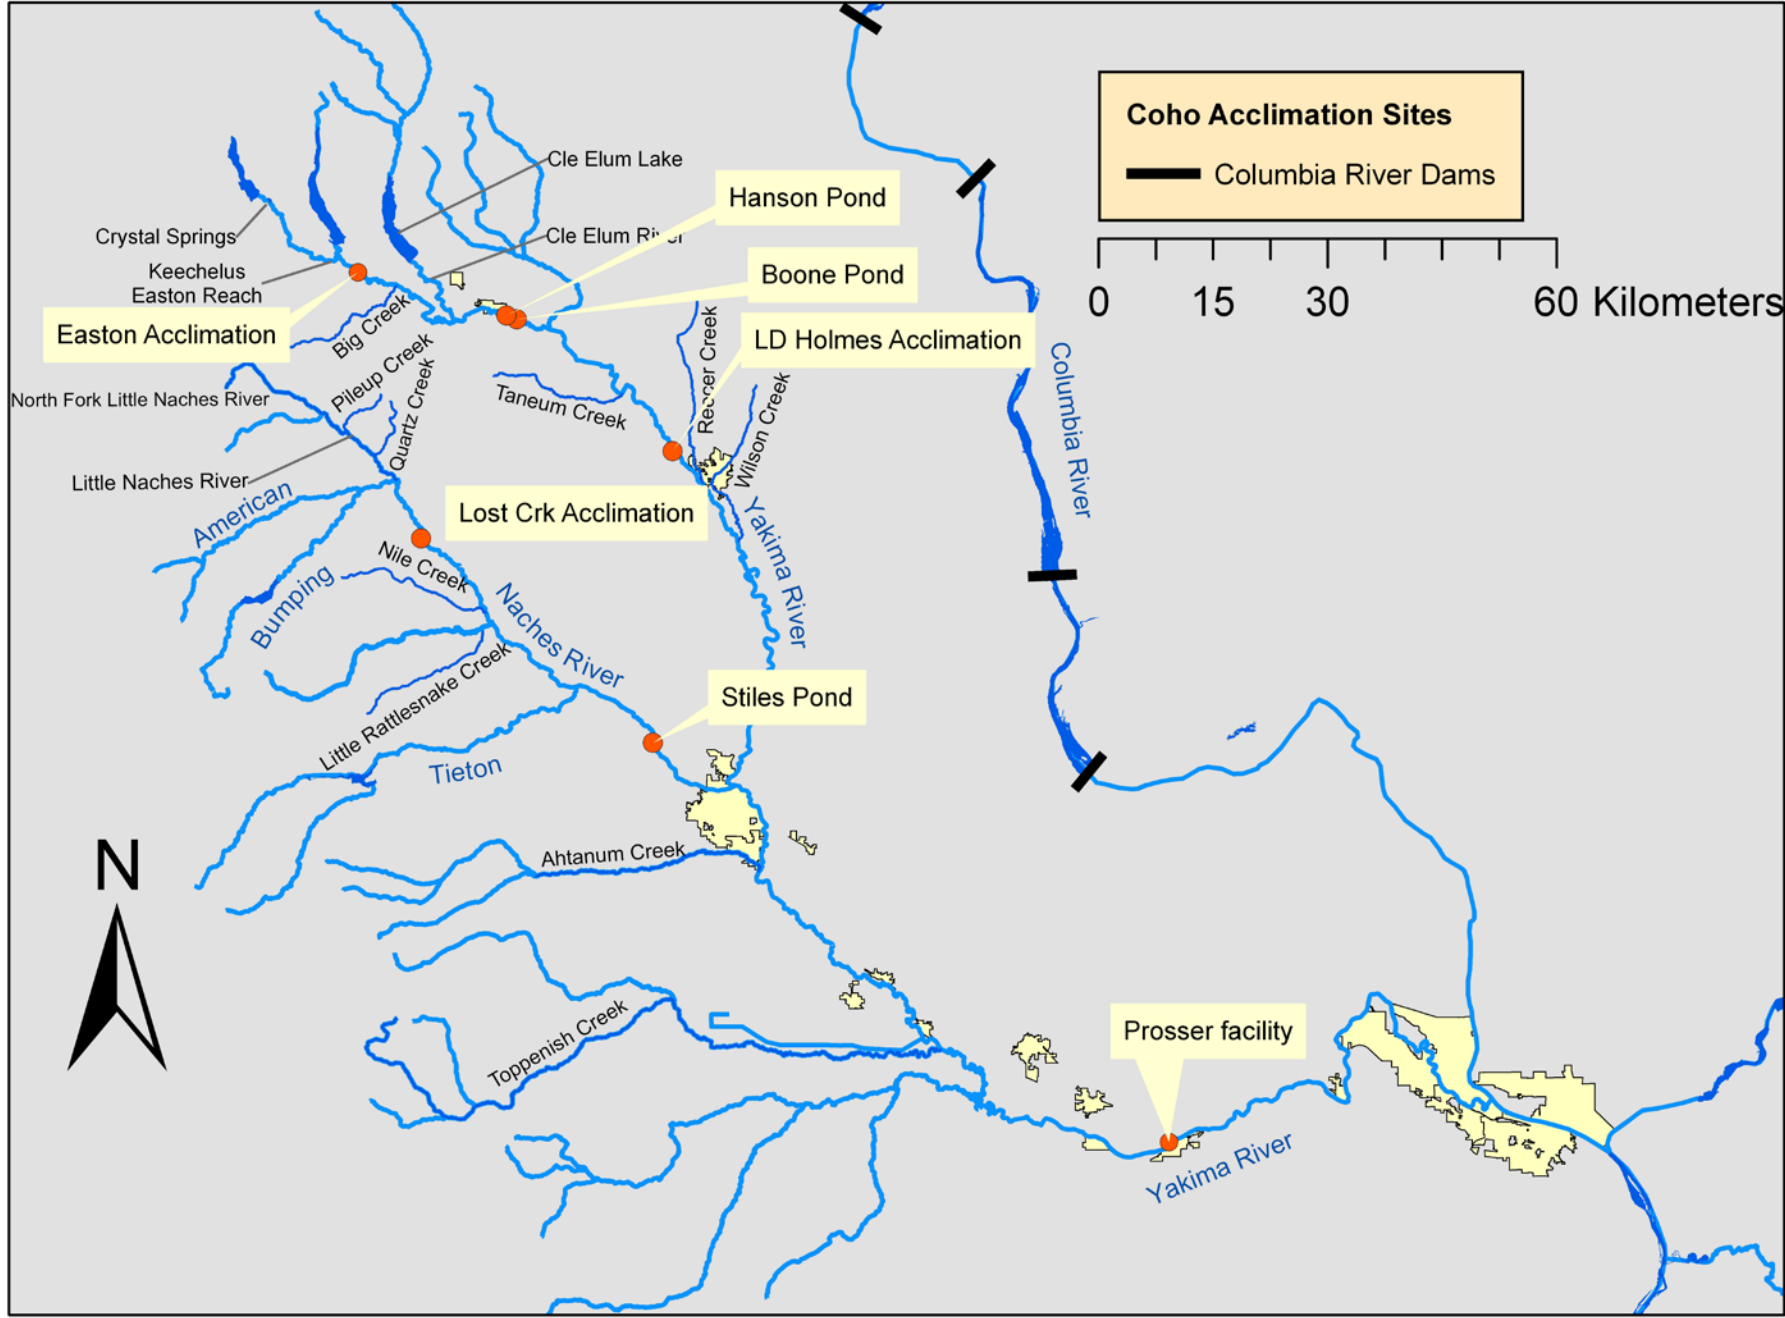 Coho Acclimation Sites
Columbia River Dams
0 15 30 60 Kilometers
Cle Elum Lake
Hanson Pond
Crystal Springs
Cle Elum River
Keechelus
Easton Reach
Boone Pond
Easton Acclimation
Big Creek
LD Holmes Acclimation
Pileup Creek
Reecer Creek
Columbia River
North Fork Little Naches River
Quartz Creek
Taneum Creek
Wilson Creek
Little Naches River
American
Lost Crk Acclimation
Yakima River
Nile Creek
Bumping
Naches River
Little Rattlesnake Creek
Stiles Pond
Tieton
N
Ahtanum Creek
Toppenish Creek
Prosser facility
Yakima River